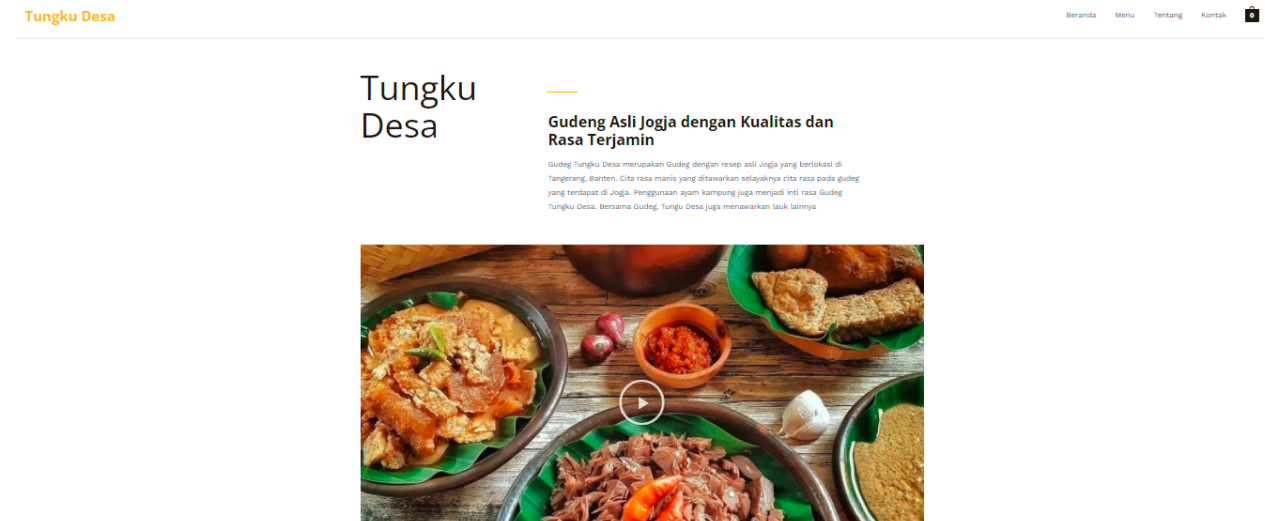 Tungku Desa
Beranda Menu Tentang Kontak
0
Tungku
Desa
Gudeng Asli Jogja dengan Kualitas dan
Rasa Terjamin
Gudeg Tungku Desa merupakan Gudeg dengan resep asli Jogja yang berlokasi di
Tangerang, Banten. Cita rasa manis yang ditawarkan selayaknya cita rasa pada gudeg
yang terdapat di Jogja. Penggunaan ayam kampung juga menjadi inti rasa Gudeg
Tungku Desa. Bersama Gudeg, Tungu Desa juga menawarkan lauk lainnya